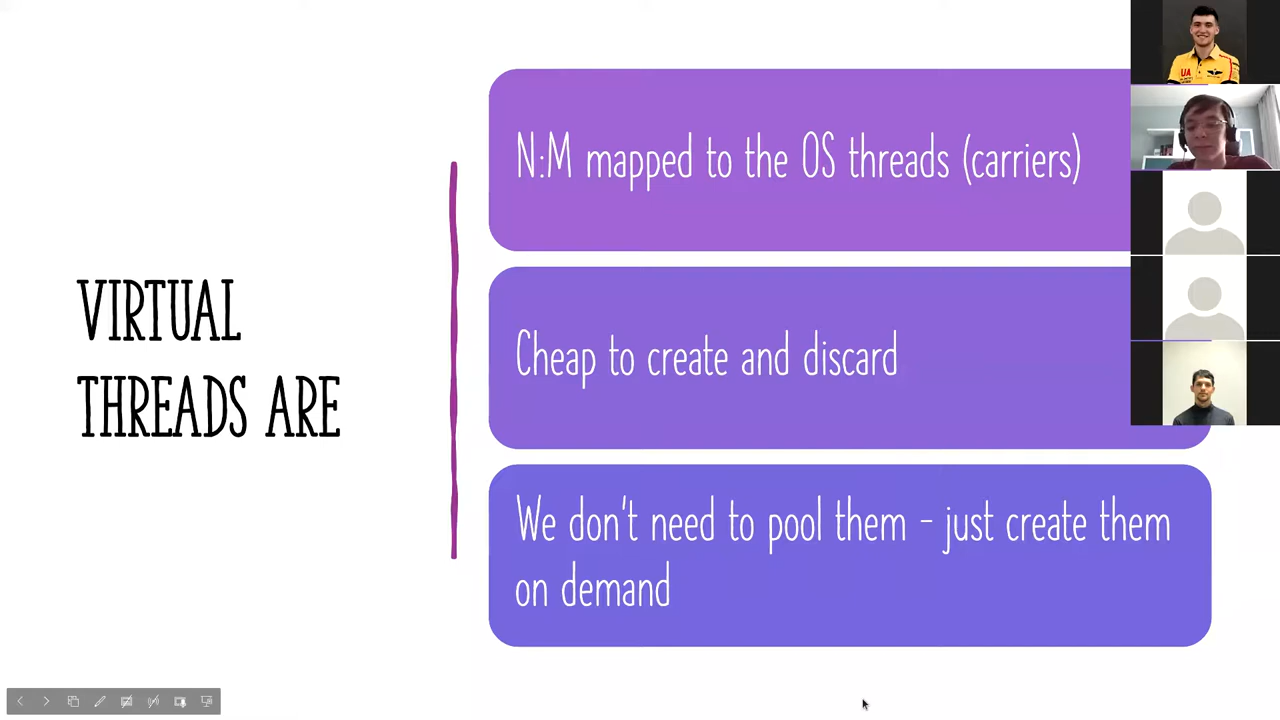 VIRTUAL
THREADS ARE
N:M mapped to the OS threads (carriers)
Cheap to create and discard
We don't need to pool them - just create them
on demand
UA